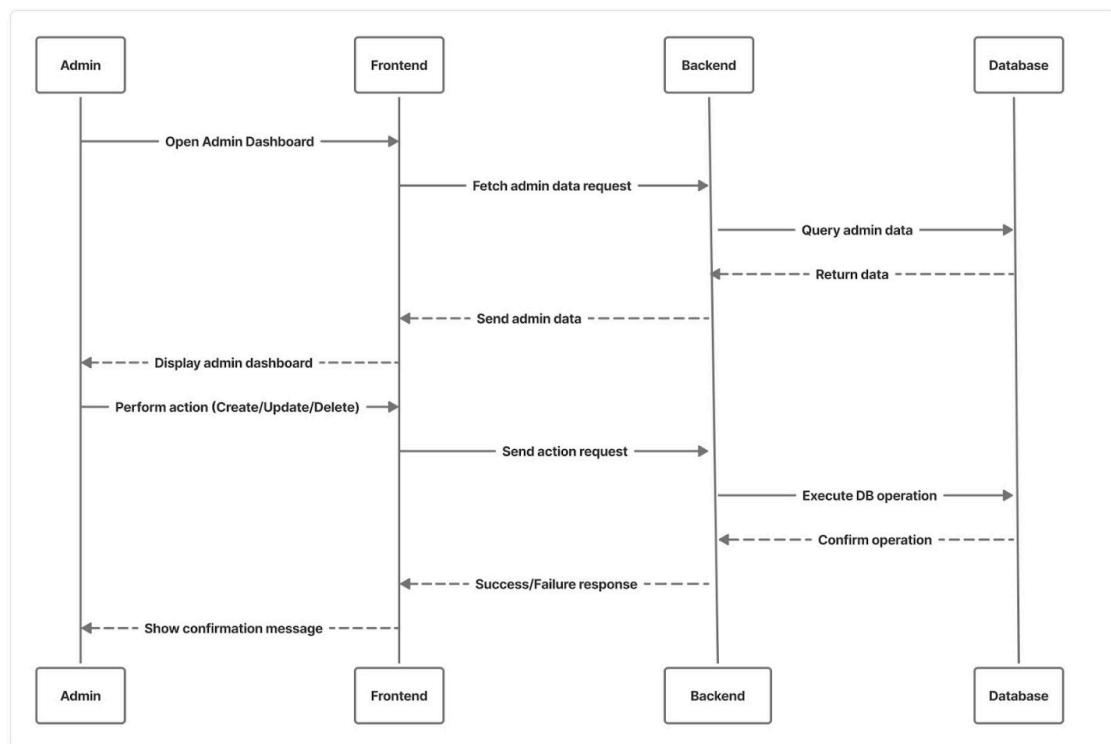 Admin
Frontend
Backend
Database
Open Admin Dashboard
Fetch admin data request
Query admin data
Return data
Send admin data
Display admin dashboard
Perform action (Create/Update/Delete)
Send action request
Execute DB operation
Confirm operation
Success/Failure response
Show confirmation message
Admin
Frontend
Backend
Database